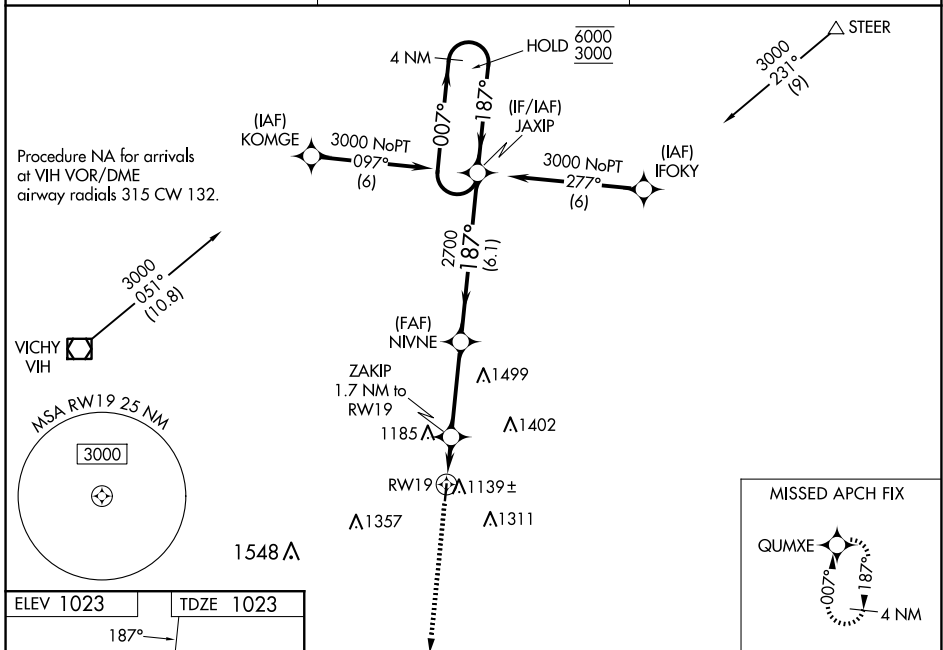 STEER
3000
231°
(9)
HOLD 6000
3000
4 NM
007°
187°
(IF/IAF)
JAXIP
(IAF)
KOMGE
3000 NoPT
097°
(6)
3000 NoPT
277°
(6)
(IAF)
IFOKY
Procedure NA for arrivals
at VIH VOR/DME
airway radials 315 CW 132.
3000
051°
(10.8)
VICHY
VIH
2700
187°
(6.1)
(FAF)
NIVNE
ZAKIP
1.7 NM to
RW19
1499
1402
1185
RW19
1139±
1357
1311
1548
MSA RW19 25 NM
3000
MISSED APCH FIX
QUMXE
007°
187°
4 NM
ELEV 1023
TDZE 1023
187°